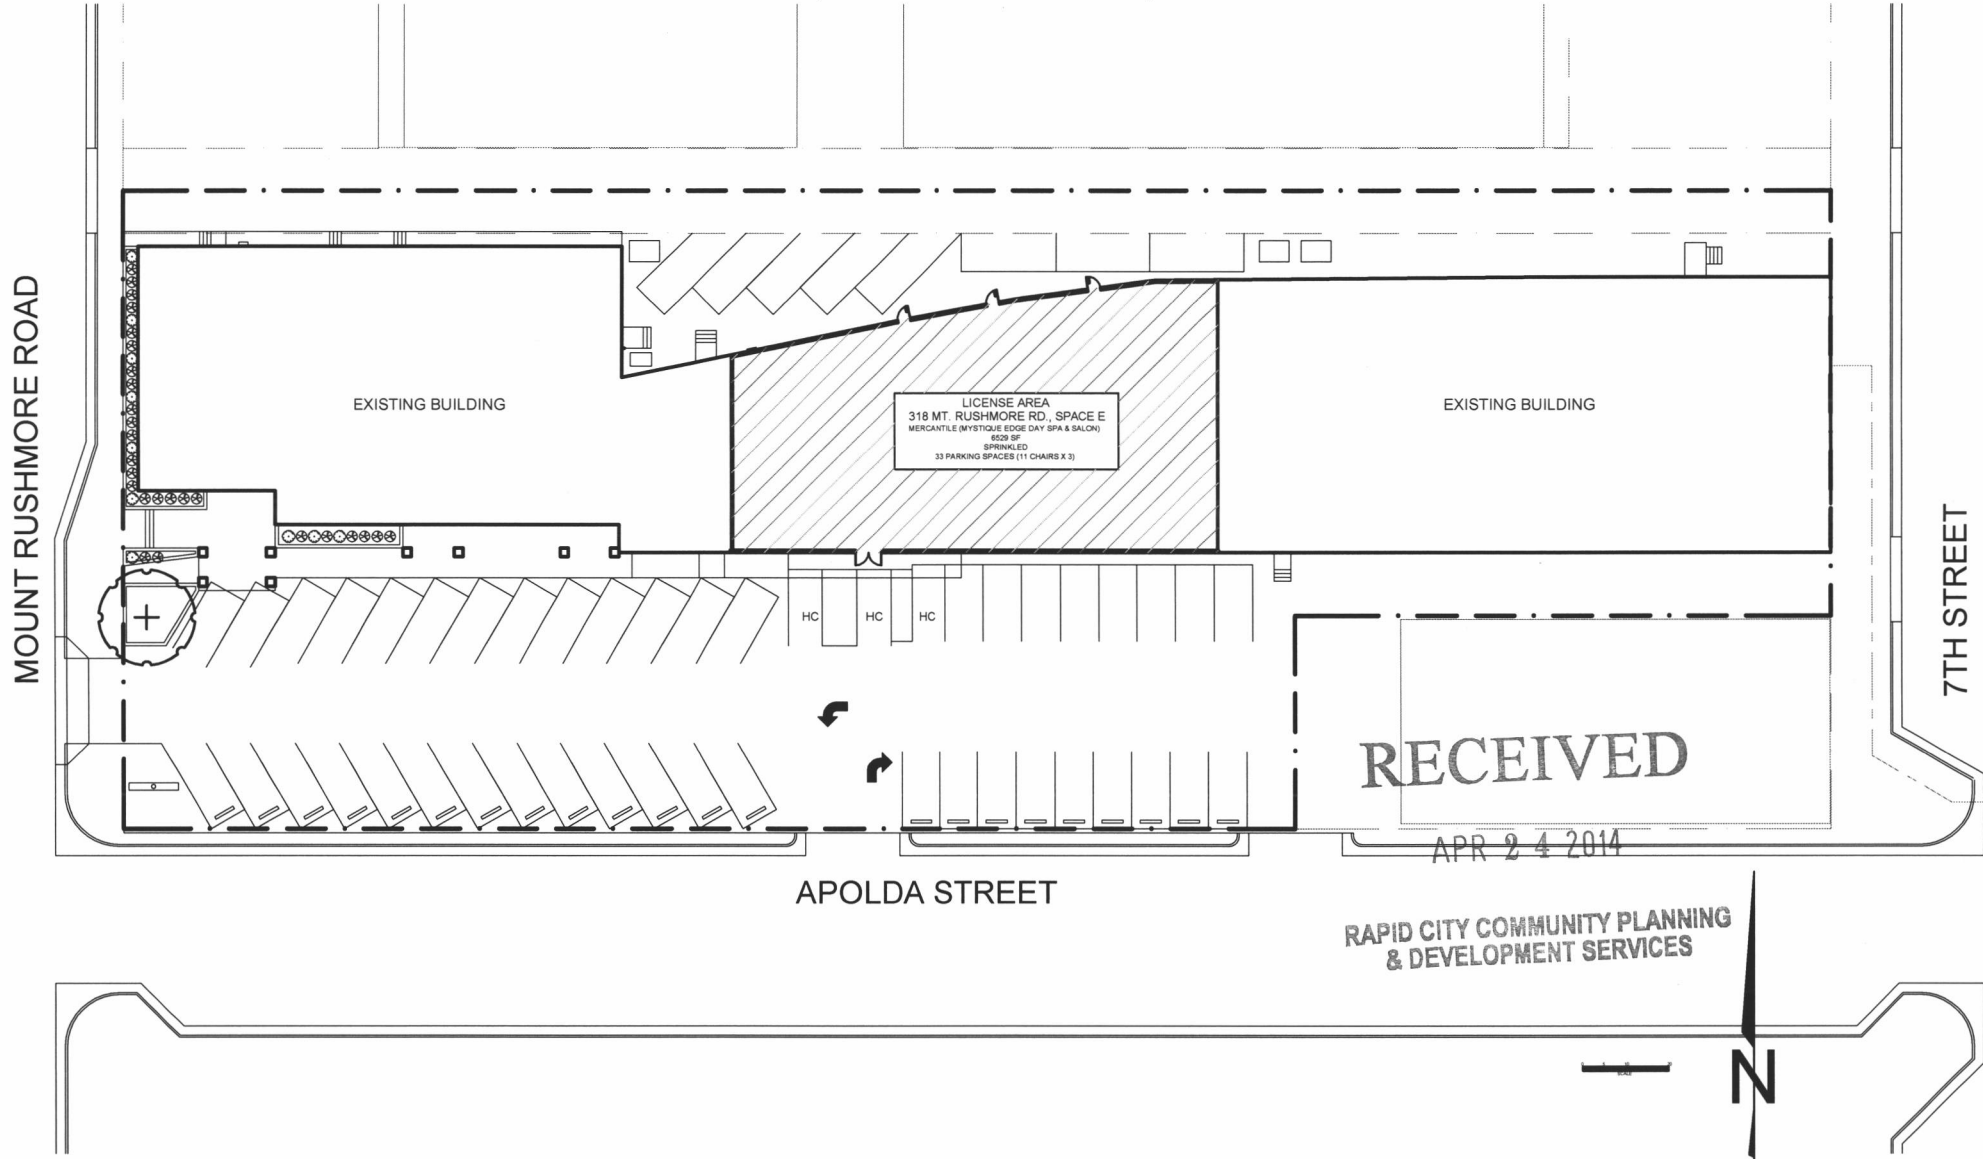 MOUNT RUSHMORE ROAD
EXISTING BUILDING
LICENSE AREA
318 MT. RUSHMORE RD., SPACE E
MERCANTILE (MYSTIQUE EDGE DAY SPA & SALON)
6529 SF
SPRINKLED
33 PARKING SPACES (11 CHAIRS X 3)
EXISTING BUILDING
7TH STREET
HC
HC
HC
RECEIVED
APR 24 2014
APOLDA STREET
RAPID CITY COMMUNITY PLANNING
& DEVELOPMENT SERVICES
SCALE
N